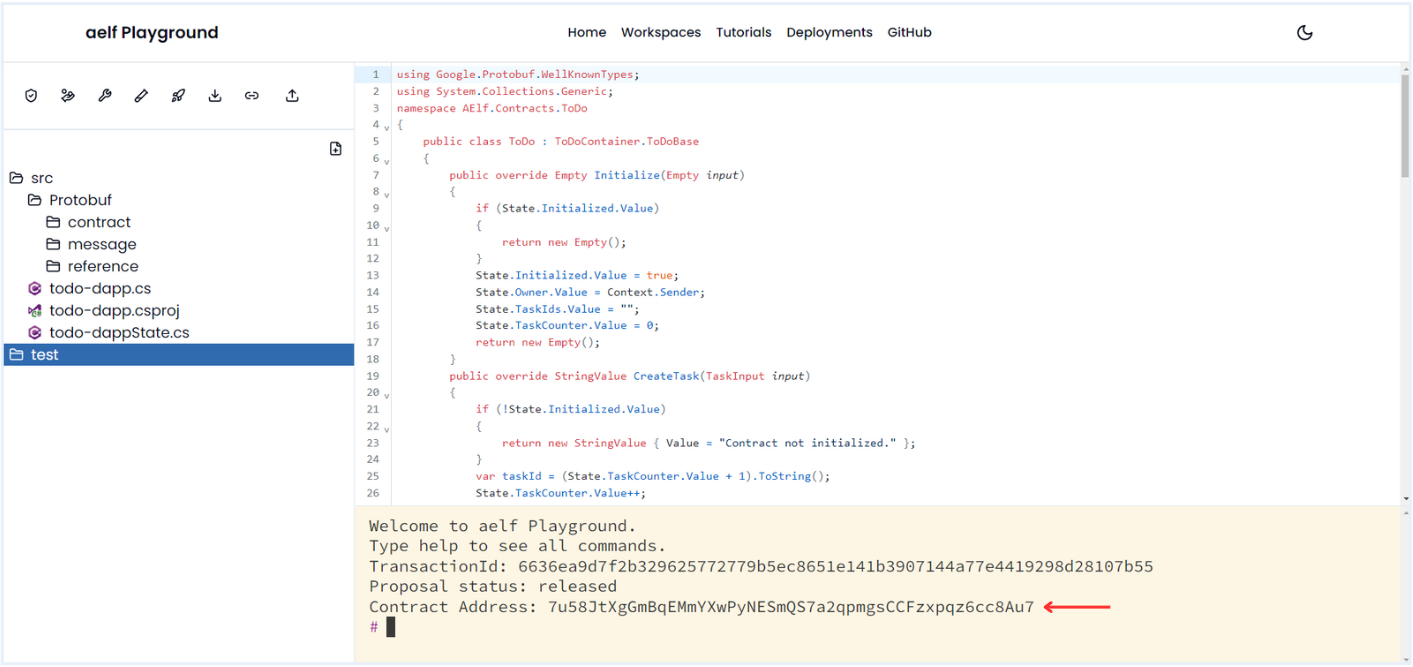 aelf Playground
Home Workspaces Tutorials Deployments GitHub
src
Protobuf
contract
message
reference
todo-dapp.cs
todo-dapp.csproj
todo-dappState.cs
test
1 using Google.Protobuf.WellKnownTypes;
2 using System.Collections.Generic;
3 namespace AElf.Contracts.ToDo
4 {
5 public class ToDo : ToDoContainer.ToDoBase
6 {
7 public override Empty Initialize(Empty input)
8 {
9 if (State.Initialized.Value)
10 {
11 return new Empty();
12 }
13 State.Initialized.Value = true;
14 State.Owner.Value = Context.Sender;
15 State.TaskIds.Value = "";
16 State.TaskCounter.Value = 0;
17 return new Empty();
18 }
19 public override StringValue CreateTask(TaskInput input)
20 {
21 if (!State.Initialized.Value)
22 {
23 return new StringValue { Value = "Contract not initialized." };
24 }
25 var taskId = (State.TaskCounter.Value + 1).ToString();
26 State.TaskCounter.Value++;
Welcome to aelf Playground.
Type help to see all commands.
TransactionId: 6636ea9d7f2b329625772779b5ec8651e141b3907144a77e4419298d28107b55
Proposal status: released
Contract Address: 7u58JtXgGmBqEMmYXwPyNESmQS7a2qpmgsCCFzxpqz6cc8Au7
#